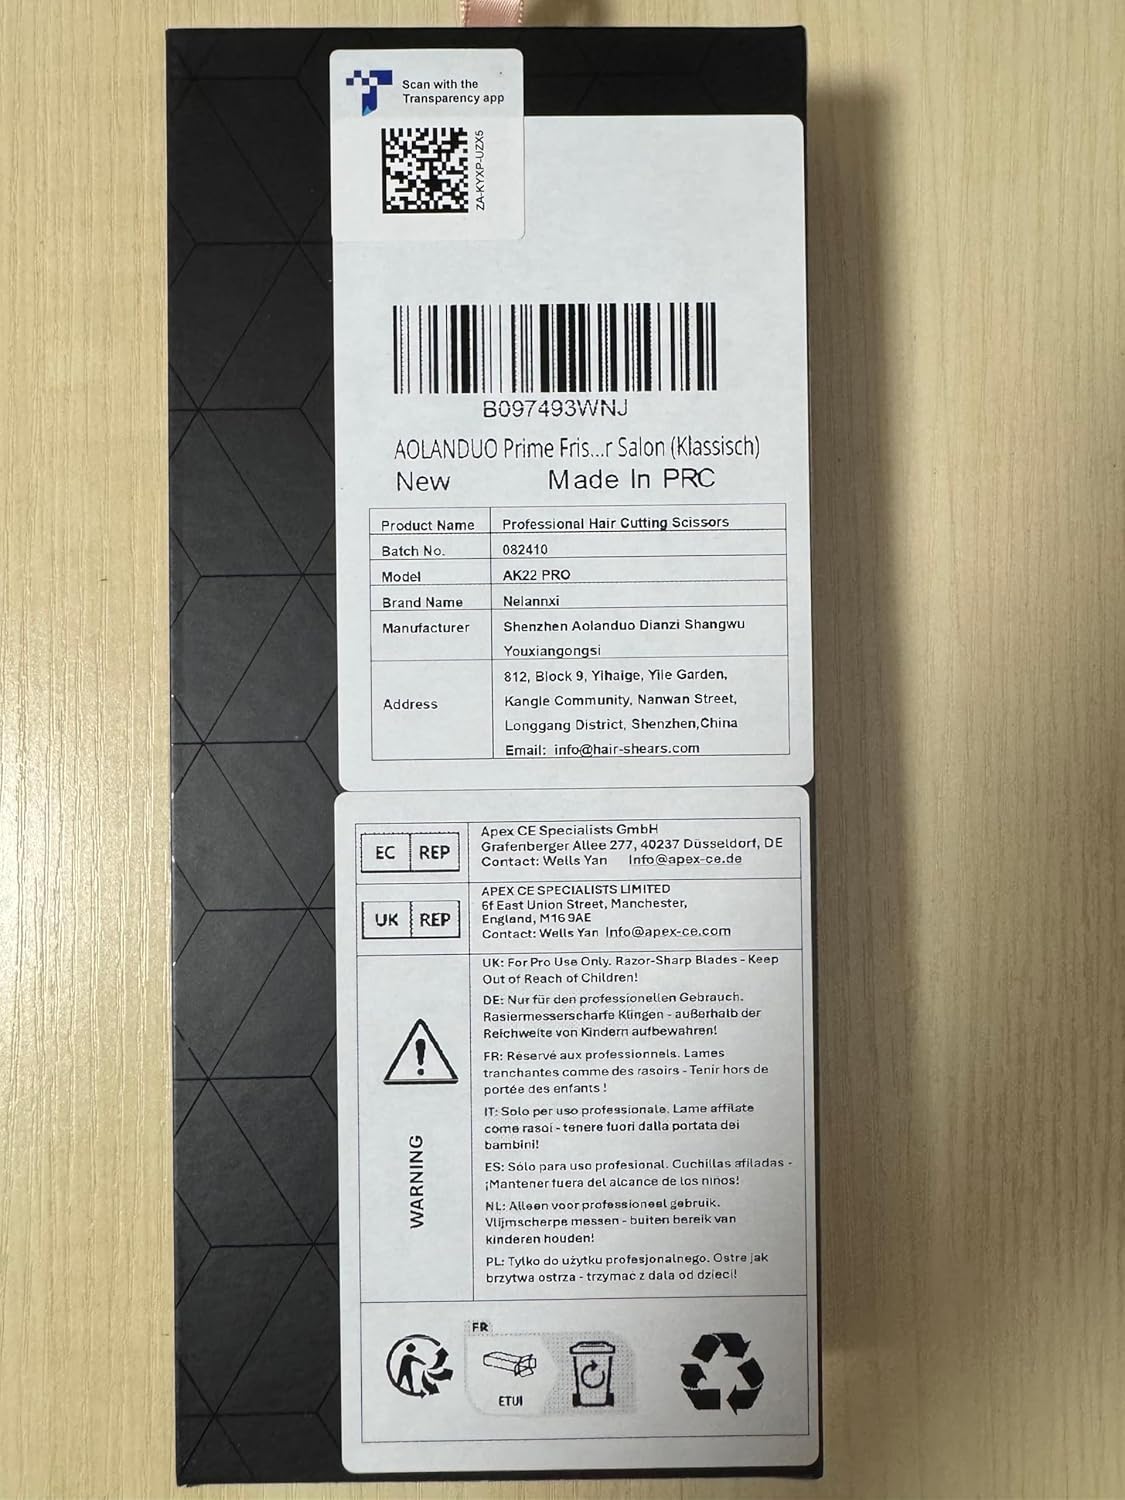 Scan with the
Transparency app
ZA-KYXP-UZX5
B097493WNJ
AOLANDUO Prime Fris...r Salon (Klassisch)
New Made In PRC
Product Name Professional Hair Cutting Scissors
Batch No. 082410
Model AK22 PRO
Brand Name Nelannxi
Manufacturer Shenzhen Aolanduo Dianzi Shangwu
Youxiangongsi
Address 812, Block 9, Yihaige, Yile Garden,
Kangle Community, Nanwan Street,
Longgang District, Shenzhen,China
Email: info@hair-shears.com
EC REP Apex CE Specialists GmbH
Grafenberger Allee 277, 40237 Düsseldorf, DE
Contact: Wells Yan Info@apex-ce.de
UK REP APEX CE SPECIALISTS LIMITED
6f East Union Street, Manchester,
England, M16 9AE
Contact: Wells Yan Info@apex-ce.com
WARNING
UK: For Pro Use Only. Razor-Sharp Blades - Keep
Out of Reach of Children!
DE: Nur für den professionellen Gebrauch.
Rasiermesserscharfe Klingen - außerhalb der
Reichweite von Kindern aufbewahren!
FR: Réservé aux professionnels. Lames
tranchantes comme des rasoirs - Tenir hors de
portée des enfants !
IT: Solo per uso professionale. Lame affilate
come rasoi - tenere fuori dalla portata dei
bambini!
ES: Sólo para uso profesional. Cuchillas afiladas -
¡Mantener fuera del alcance de los niños!
NL: Alleen voor professioneel gebruik.
Vlijmscherpe messen - buiten bereik van
kinderen houden!
PL: Tylko do użytku profesjonalnego. Ostre jak
brzytwa ostrza - trzymać z dala od dzieci!
FR
ETUI